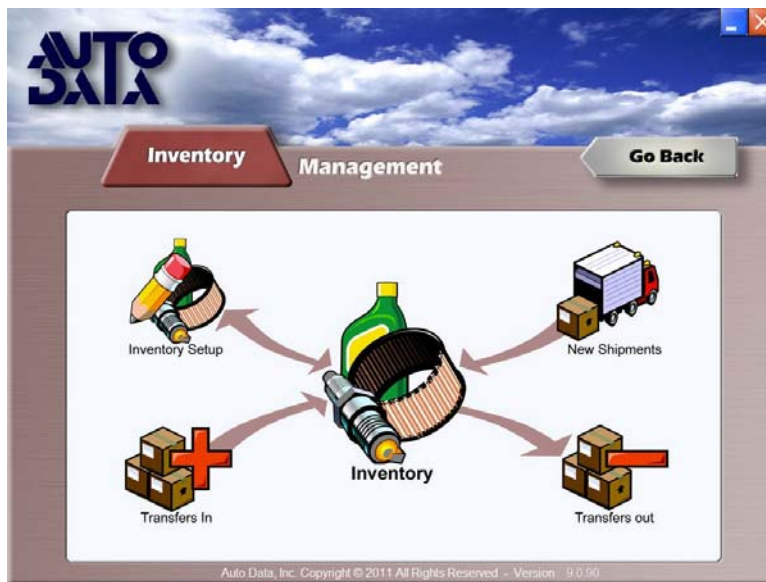 AUTO
DATA
Inventory
Management
Go Back
Inventory Setup
New Shipments
Inventory
Transfers In
Transfers out
Auto Data, Inc. Copyright © 2011 All Rights Reserved - Version 9.0.90